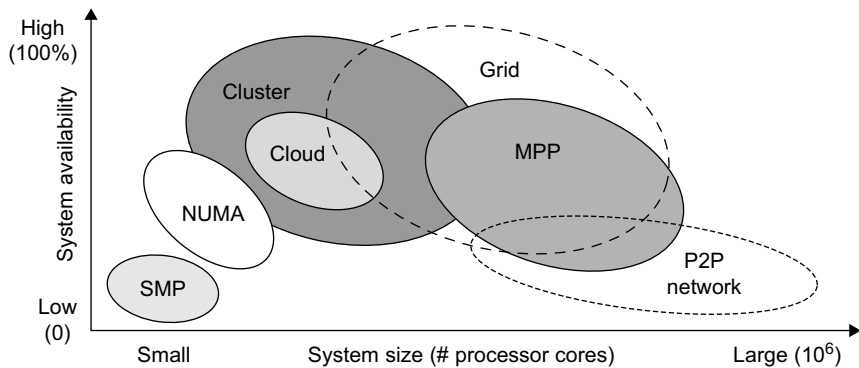 High
(100%)
System availability
Low
(0)
Cluster
Grid
Cloud
MPP
NUMA
SMP
P2P
network
Small
System size (# processor cores)
Large (10⁶)